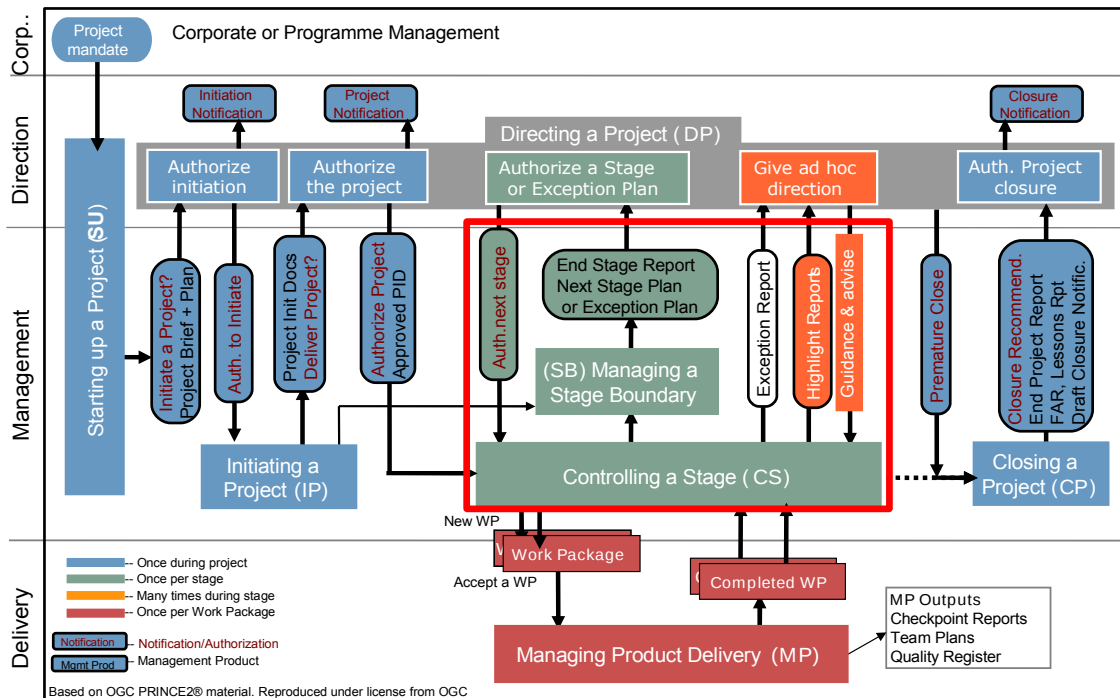 Corp..
Project
mandate
Corporate or Programme Management
Direction
Initiation
Notification
Project
Notification
Closure
Notification
Directing a Project (DP)
Authorize
initiation
Authorize
the project
Authorize a Stage
or Exception Plan
Give ad hoc
direction
Auth. Project
closure
Management
Starting up a Project (SU)
Initiate a Project?
Project Brief + Plan
Auth. to Initiate
Project Init Docs
Deliver Project?
Authorize Project
Approved PID
Auth.next stage
End Stage Report
Next Stage Plan
or Exception Plan
Exception Report
Highlight Reports
Guidance & advise
Premature Close
Closure Recommend.
End Project Report
FAR, Lessons Rpt
Draft Closure Notific.
(SB) Managing a
Stage Boundary
Initiating a
Project (IP)
Controlling a Stage (CS)
Closing a
Project (CP)
New WP
Delivery
Work Package
Accept a WP
Completed WP
Managing Product Delivery (MP)
MP Outputs
Checkpoint Reports
Team Plans
Quality Register
-- Once during project
-- Once per stage
-- Many times during stage
-- Once per Work Package
Notification -- Notification/Authorization
Mgmt Prod -- Management Product
Based on OGC PRINCE2® material. Reproduced under license from OGC